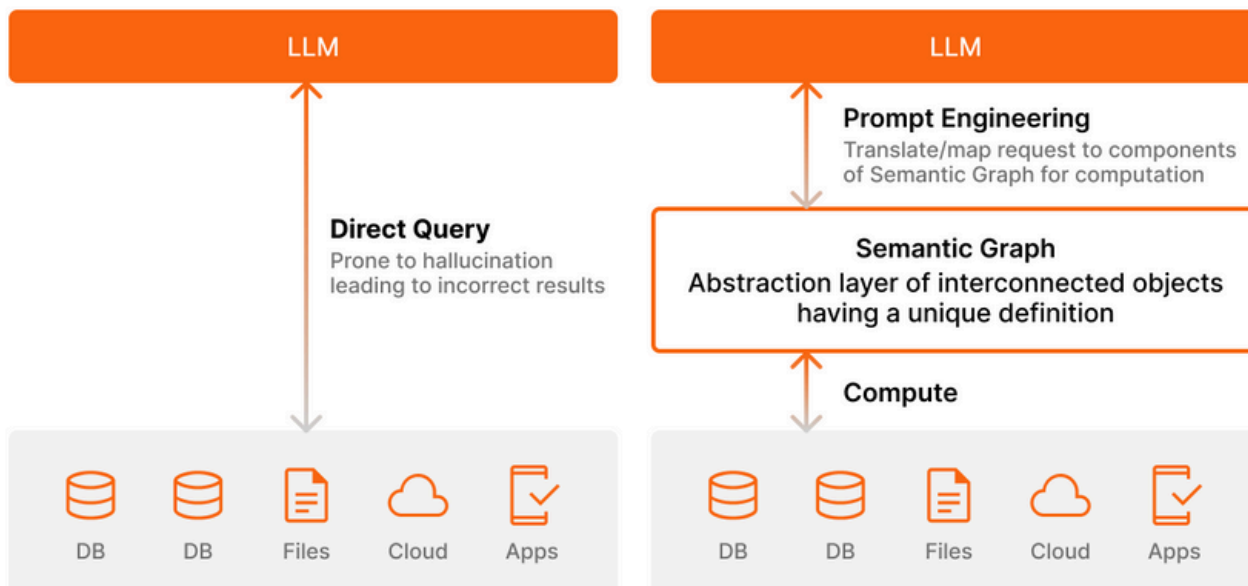 LLM
Direct Query
Prone to hallucination
leading to incorrect results
DB
DB
Files
Cloud
Apps
LLM
Prompt Engineering
Translate/map request to components
of Semantic Graph for computation
Semantic Graph
Abstraction layer of interconnected objects
having a unique definition
Compute
DB
DB
Files
Cloud
Apps